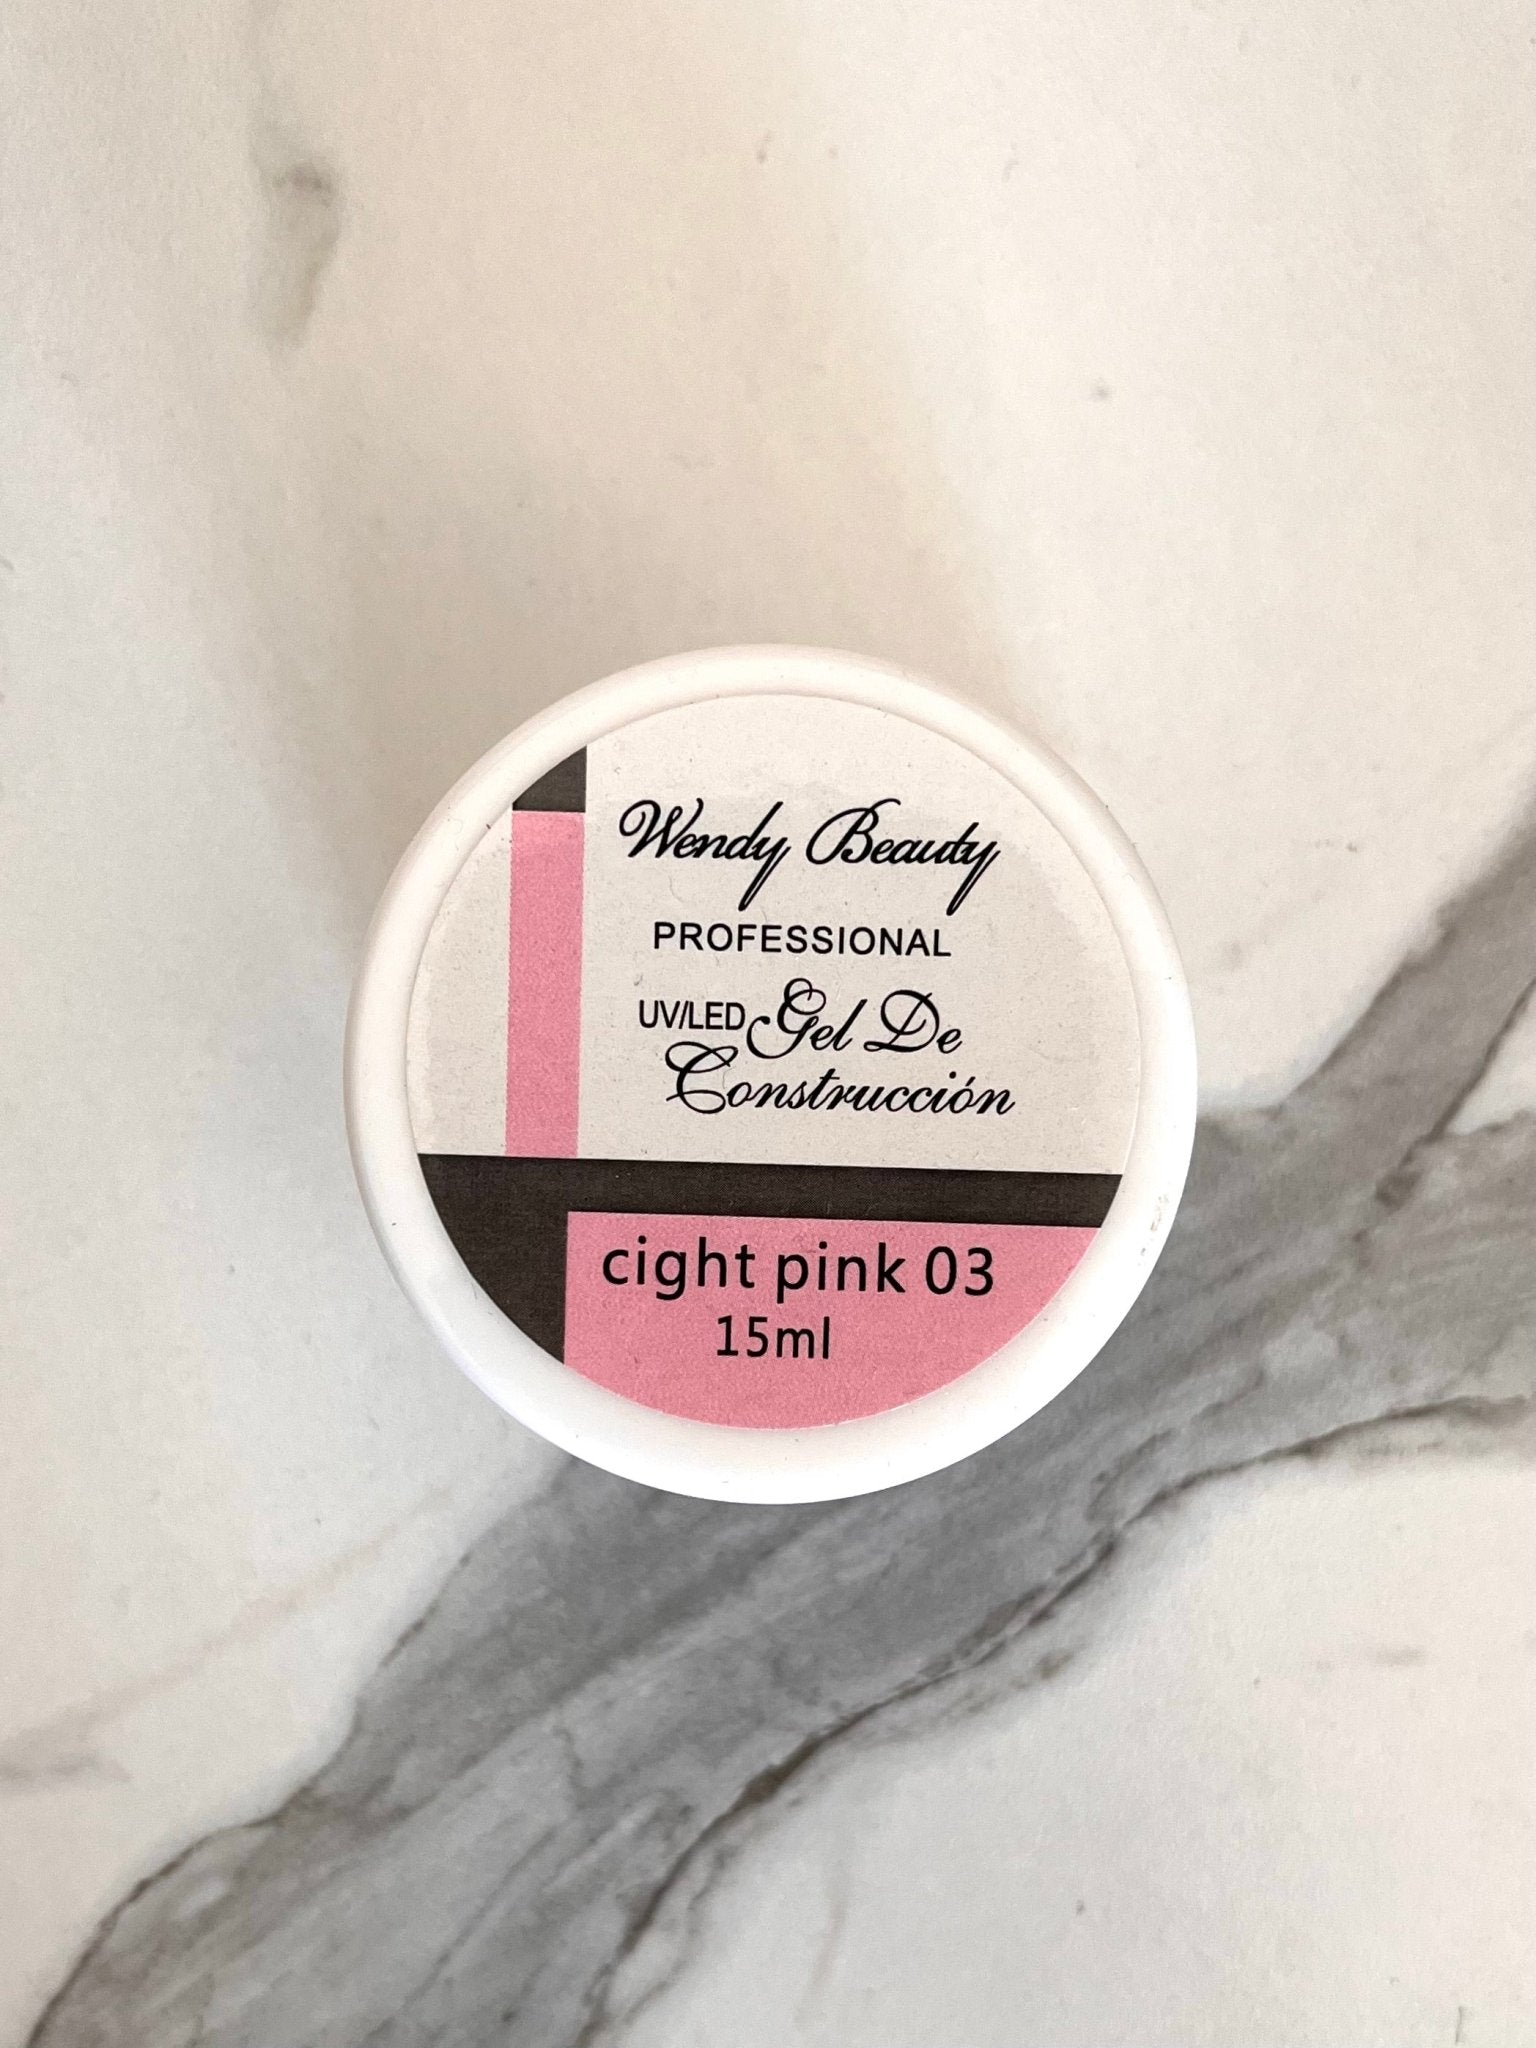 Wendy Beauty
PROFESSIONAL
UV/LED Gel De
Construcción
cight pink 03
15ml